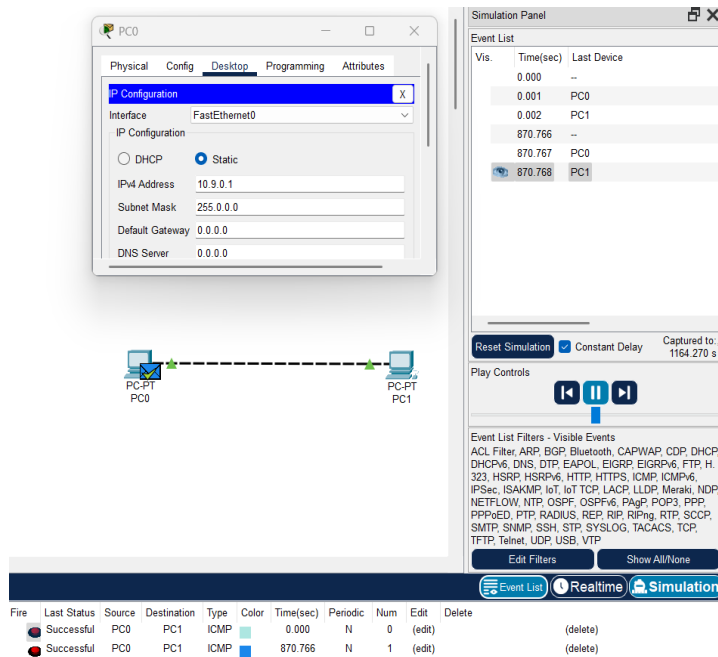 PC0
Physical Config Desktop Programming Attributes
IP Configuration X
Interface FastEthernet0
IP Configuration
DHCP Static
IPv4 Address 10.9.0.1
Subnet Mask 255.0.0.0
Default Gateway 0.0.0.0
DNS Server 0.0.0.0
PC-PT
PC0
PC-PT
PC1
Simulation Panel
Event List
Vis. Time(sec) Last Device
0.000 --
0.001 PC0
0.002 PC1
870.766 --
870.767 PC0
870.768 PC1
Reset Simulation Constant Delay Captured to:
1164.270 s
Play Controls
Event List Filters - Visible Events
ACL Filter, ARP, BGP, Bluetooth, CAPWAP, CDP, DHCP,
DHCPv6, DNS, DTP, EAPOL, EIGRP, EIGRPv6, FTP, H.
323, HSRP, HSRPv6, HTTP, HTTPS, ICMP, ICMPv6,
IPSec, ISAKMP, IoT, IoT TCP, LACP, LLDP, Meraki, NDP,
NETFLOW, NTP, OSPF, OSPFv6, PAgP, POP3, PPP,
PPPoED, PTP, RADIUS, REP, RIP, RIPng, RTP, SCCP,
SMTP, SNMP, SSH, STP, SYSLOG, TACACS, TCP,
TFTP, Telnet, UDP, USB, VTP
Edit Filters Show All/None
Event List Realtime Simulation
Fire Last Status Source Destination Type Color Time(sec) Periodic Num Edit Delete
Successful PC0 PC1 ICMP 0.000 N 0 (edit) (delete)
Successful PC0 PC1 ICMP 870.766 N 1 (edit) (delete)